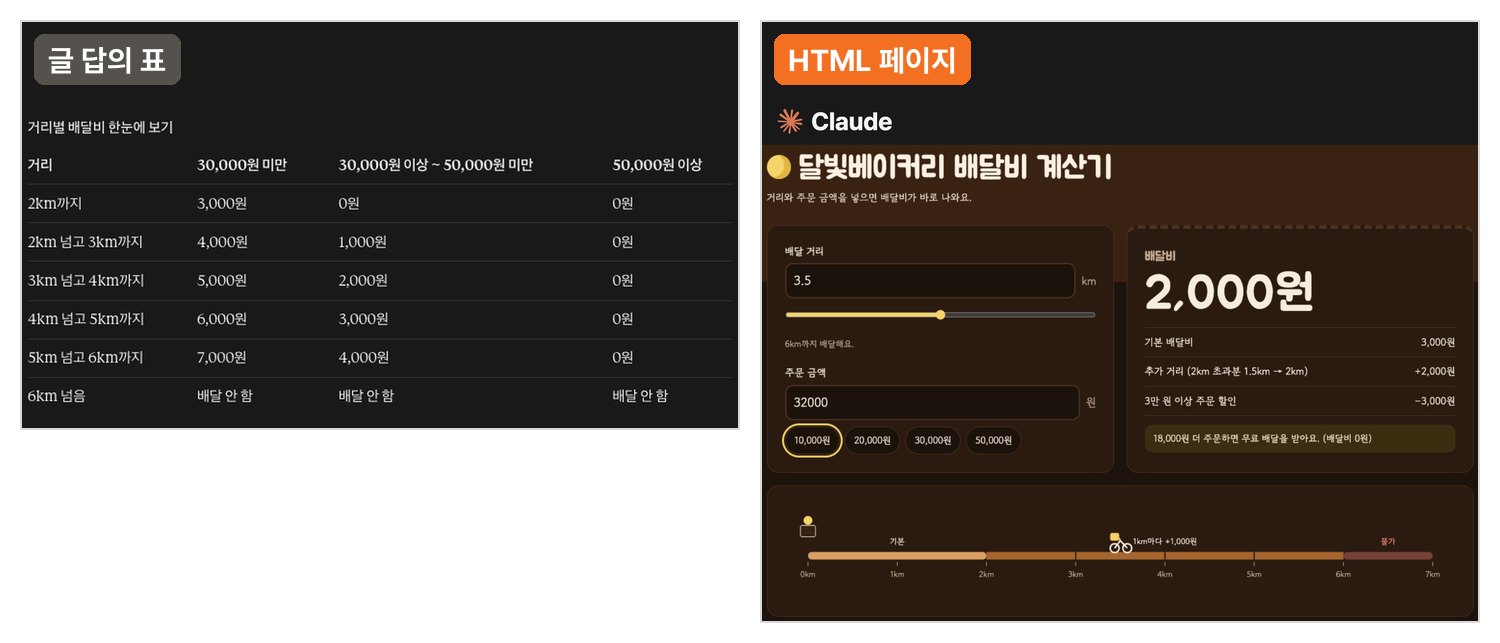 글 답의 표
거리별 배달비 한눈에 보기
거리 30,000원 미만 30,000원 이상 ~ 50,000원 미만 50,000원 이상
2km까지 3,000원 0원 0원
2km 넘고 3km까지 4,000원 1,000원 0원
3km 넘고 4km까지 5,000원 2,000원 0원
4km 넘고 5km까지 6,000원 3,000원 0원
5km 넘고 6km까지 7,000원 4,000원 0원
6km 넘음 배달 안 함 배달 안 함 배달 안 함
HTML 페이지
Claude
달빛베이커리 배달비 계산기
거리와 주문 금액을 넣으면 배달비가 바로 나와요.
배달 거리
3.5 km
6km까지 배달해요.
주문 금액
32000 원
10,000원 20,000원 30,000원 50,000원
배달비
2,000원
기본 배달비 3,000원
추가 거리 (2km 초과분 1.5km → 2km) +2,000원
3만 원 이상 주문 할인 −3,000원
18,000원 더 주문하면 무료 배달을 받아요. (배달비 0원)
기본 1km마다 +1,000원 불가
0km 1km 2km 3km 4km 5km 6km 7km